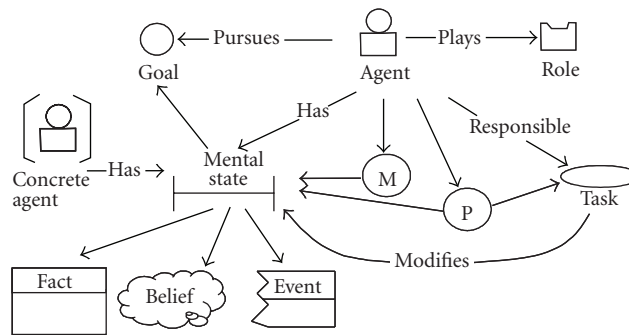 Pursues
Plays
Goal
Agent
Role
Has
Responsible
Concrete
agent
Has
Mental
state
M
P
Task
Modifies
Fact
Belief
Event